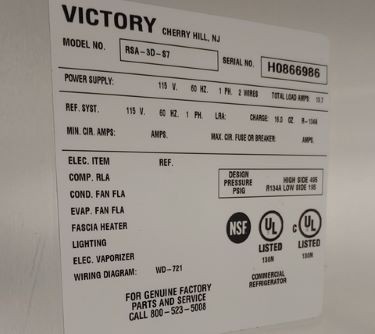 VICTORY CHERRY HILL, NJ
MODEL NO. RSA-3D-S7 SERIAL NO. H0866986
POWER SUPPLY: 115 V. 60 HZ. 1 PH. 2 WIRES TOTAL LOAD AMPS:
REF. SYST. 115 V. 60 HZ. 1 PH. LRA: CHARGE: 16.0 OZ R-134A
MIN. CIR. AMPS: AMPS. MAX. CIR. FUSE OR BREAKER: AMPS.
ELEC. ITEM REF.
COMP. RLA
COND. FAN FLA
EVAP. FAN FLA
FASCIA HEATER
LIGHTING
ELEC. VAPORIZER
WIRING DIAGRAM: WD-721
DESIGN PRESSURE PSIG
HIGH SIDE 495
R134A LOW SIDE 195
NSF
UL LISTED
C UL LISTED
COMMERCIAL
REFRIGERATOR
FOR GENUINE FACTORY
PARTS AND SERVICE
CALL 800-523-5008